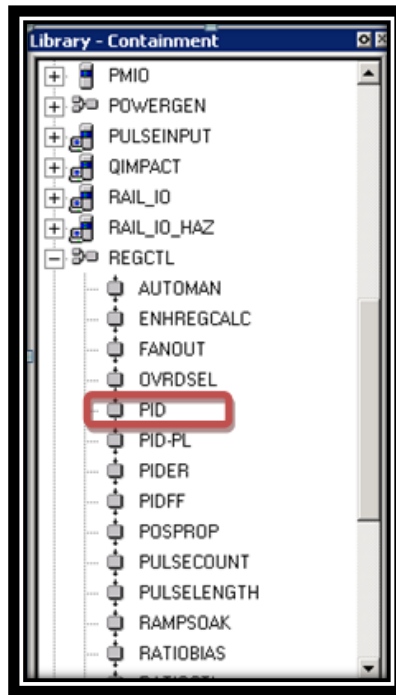 Library - Containment
PMIO
POWERGEN
PULSEINPUT
QIMPACT
RAIL_IO
RAIL_IO_HAZ
REGCTL
AUTOMAN
ENHREGCALC
FANOUT
OVRDSEL
PID
PID-PL
PIDER
PIDFF
POSPROP
PULSECOUNT
PULSELENGTH
RAMPSOAK
RATIOBIAS